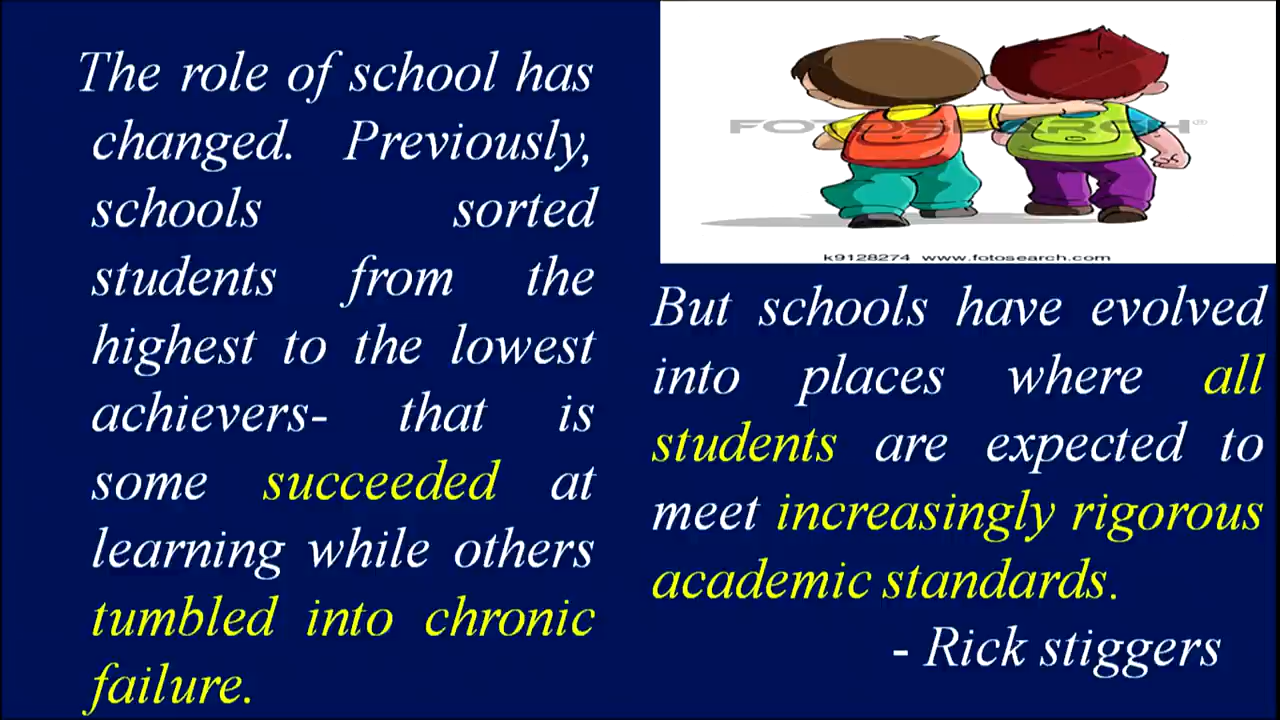 The role of school has
changed. Previously,
schools sorted
students from the
highest to the lowest
achievers- that is
some succeeded at
learning while others
tumbled into chronic
failure.
FOTOSEARCH®
k9128274 www.fotosearch.com
But schools have evolved
into places where all
students are expected to
meet increasingly rigorous
academic standards.
- Rick stiggers